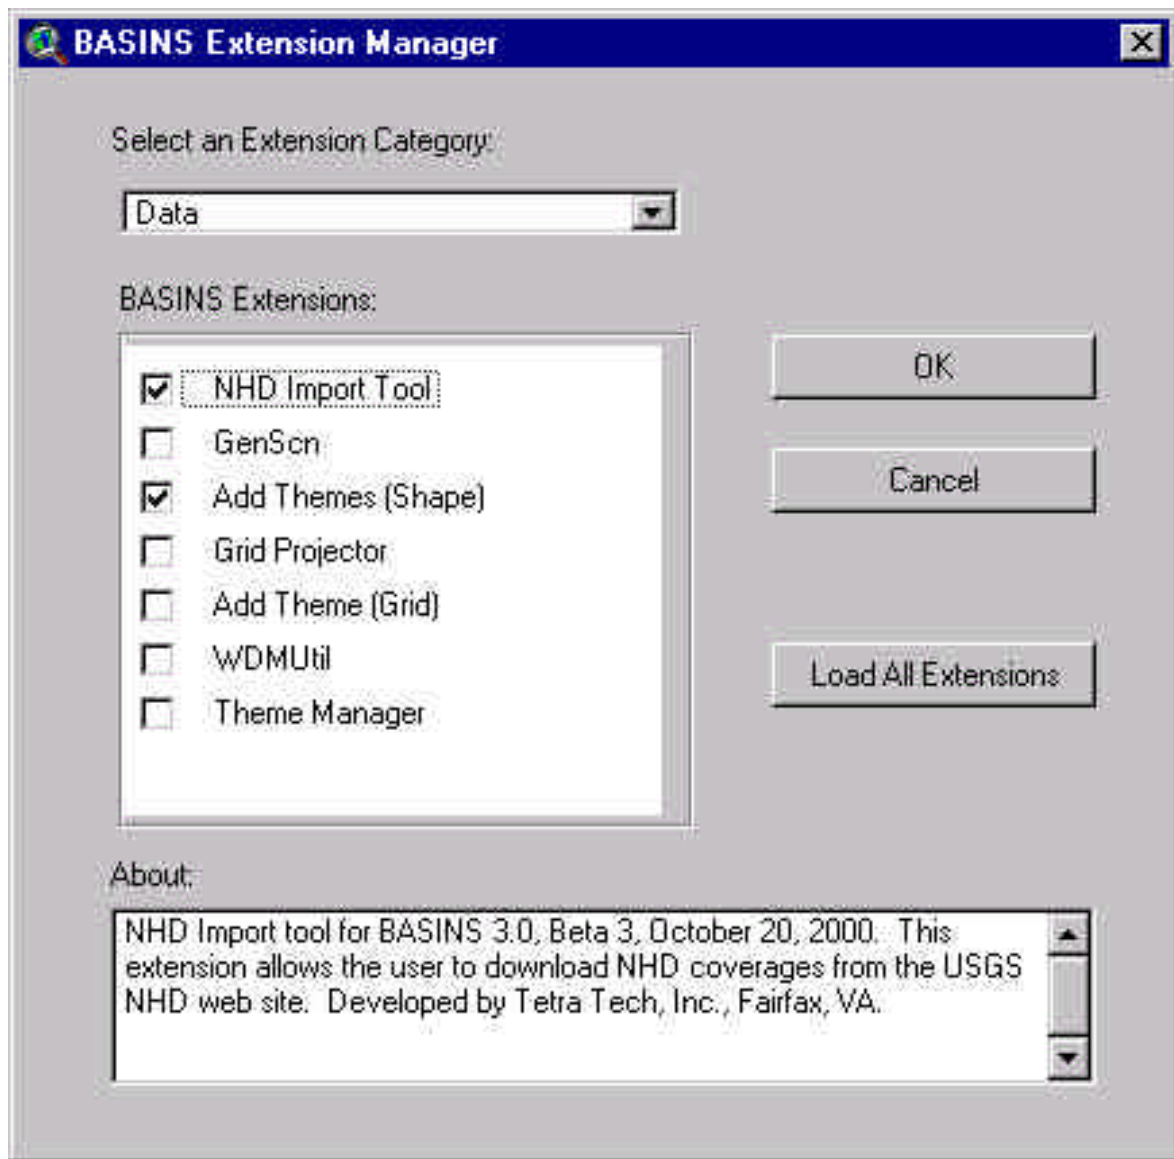 BASINS Extension Manager
Select an Extension Category:
Data
BASINS Extensions:
NHD Import Tool
GenScn
Add Themes (Shape)
Grid Projector
Add Theme (Grid)
WDMUtil
Theme Manager
OK
Cancel
Load All Extensions
About:
NHD Import tool for BASINS 3.0, Beta 3, October 20, 2000.  This
extension allows the user to download NHD coverages from the USGS
NHD web site.  Developed by Tetra Tech, Inc., Fairfax, VA.